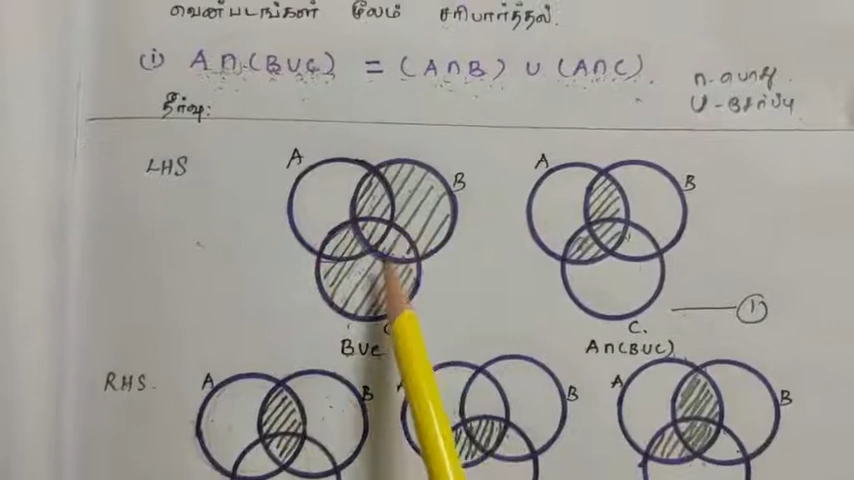 வென்படங்கள் மூலம் சரிபார்த்தல்.
(i) A∩(B∪C) = (A∩B) ∪ (A∩C).
∩ - பொது.
∪ - சேர்ப்பு
தீர்வு:
LHS
A B
B∪C
A B
C.
A∩(B∪C)
①
RHS.
A B
B
A B